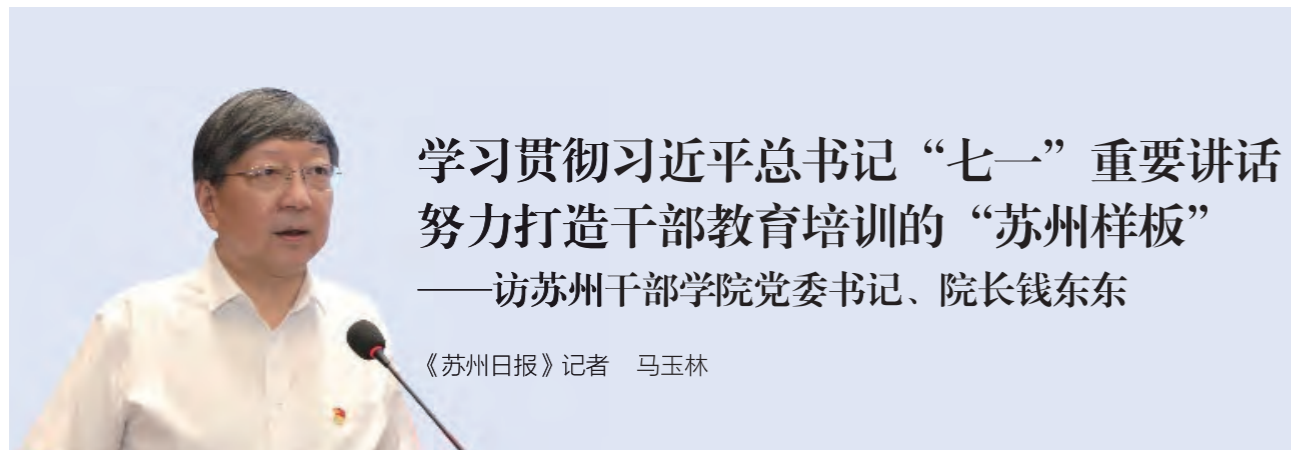 学习贯彻习近平总书记“七一”重要讲话
努力打造干部教育培训的“苏州样板”
——访苏州干部学院党委书记、院长钱东东
《苏州日报》记者　马玉林